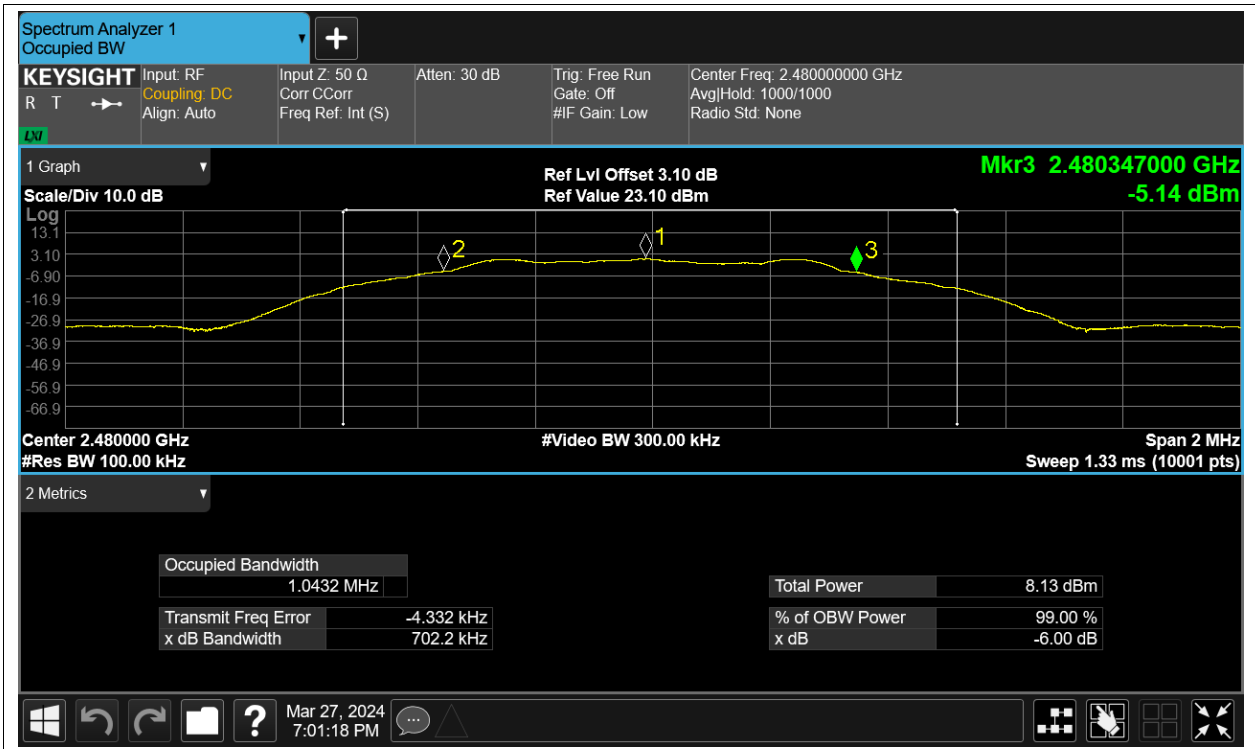 Spectrum Analyzer 1
Occupied BW
KEYSIGHT
R T
LXI
Input: RF
Coupling: DC
Align: Auto
Input Z: 50 Ω
Corr CCorr
Freq Ref: Int (S)
Atten: 30 dB
Trig: Free Run
Gate: Off
#IF Gain: Low
Center Freq: 2.480000000 GHz
Avg|Hold: 1000/1000
Radio Std: None
1 Graph
Scale/Div 10.0 dB
Ref Lvl Offset 3.10 dB
Ref Value 23.10 dBm
Mkr3 2.480347000 GHz
-5.14 dBm
Log
13.1
3.10
-6.90
-16.9
-26.9
-36.9
-46.9
-56.9
-66.9
2
1
3
Center 2.480000 GHz
#Res BW 100.00 kHz
#Video BW 300.00 kHz
Span 2 MHz
Sweep 1.33 ms (10001 pts)
2 Metrics
Occupied Bandwidth
1.0432 MHz
Transmit Freq Error -4.332 kHz
x dB Bandwidth 702.2 kHz
Total Power 8.13 dBm
% of OBW Power 99.00 %
x dB -6.00 dB
?
Mar 27, 2024
7:01:18 PM